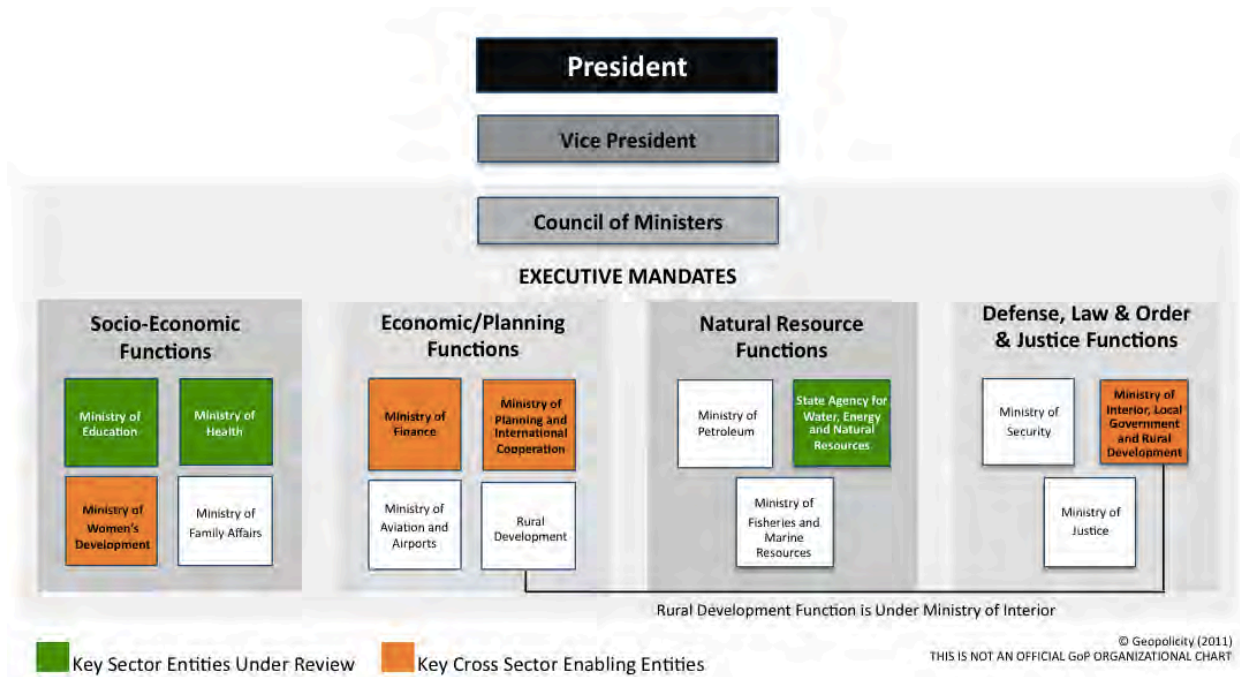 President
Vice President
Council of Ministers
EXECUTIVE MANDATES
Socio-Economic
Functions
Ministry of
Education
Ministry of
Health
Ministry of
Women's
Development
Ministry of
Family Affairs
Economic/Planning
Functions
Ministry of
Finance
Ministry of
Planning and
International
Cooperation
Ministry of
Aviation and
Airports
Rural
Development
Natural Resource
Functions
Ministry of
Petroleum
State Agency for
Water, Energy
and Natural
Resources
Ministry of
Fisheries and
Marine
Resources
Defense, Law & Order
& Justice Functions
Ministry of
Security
Ministry of
Interior, Local
Government
and Rural
Development
Ministry of
Justice
Rural Development Function is Under Ministry of Interior
Key Sector Entities Under Review
Key Cross Sector Enabling Entities
© Geopolicity (2011)
THIS IS NOT AN OFFICIAL GoP ORGANIZATIONAL CHART